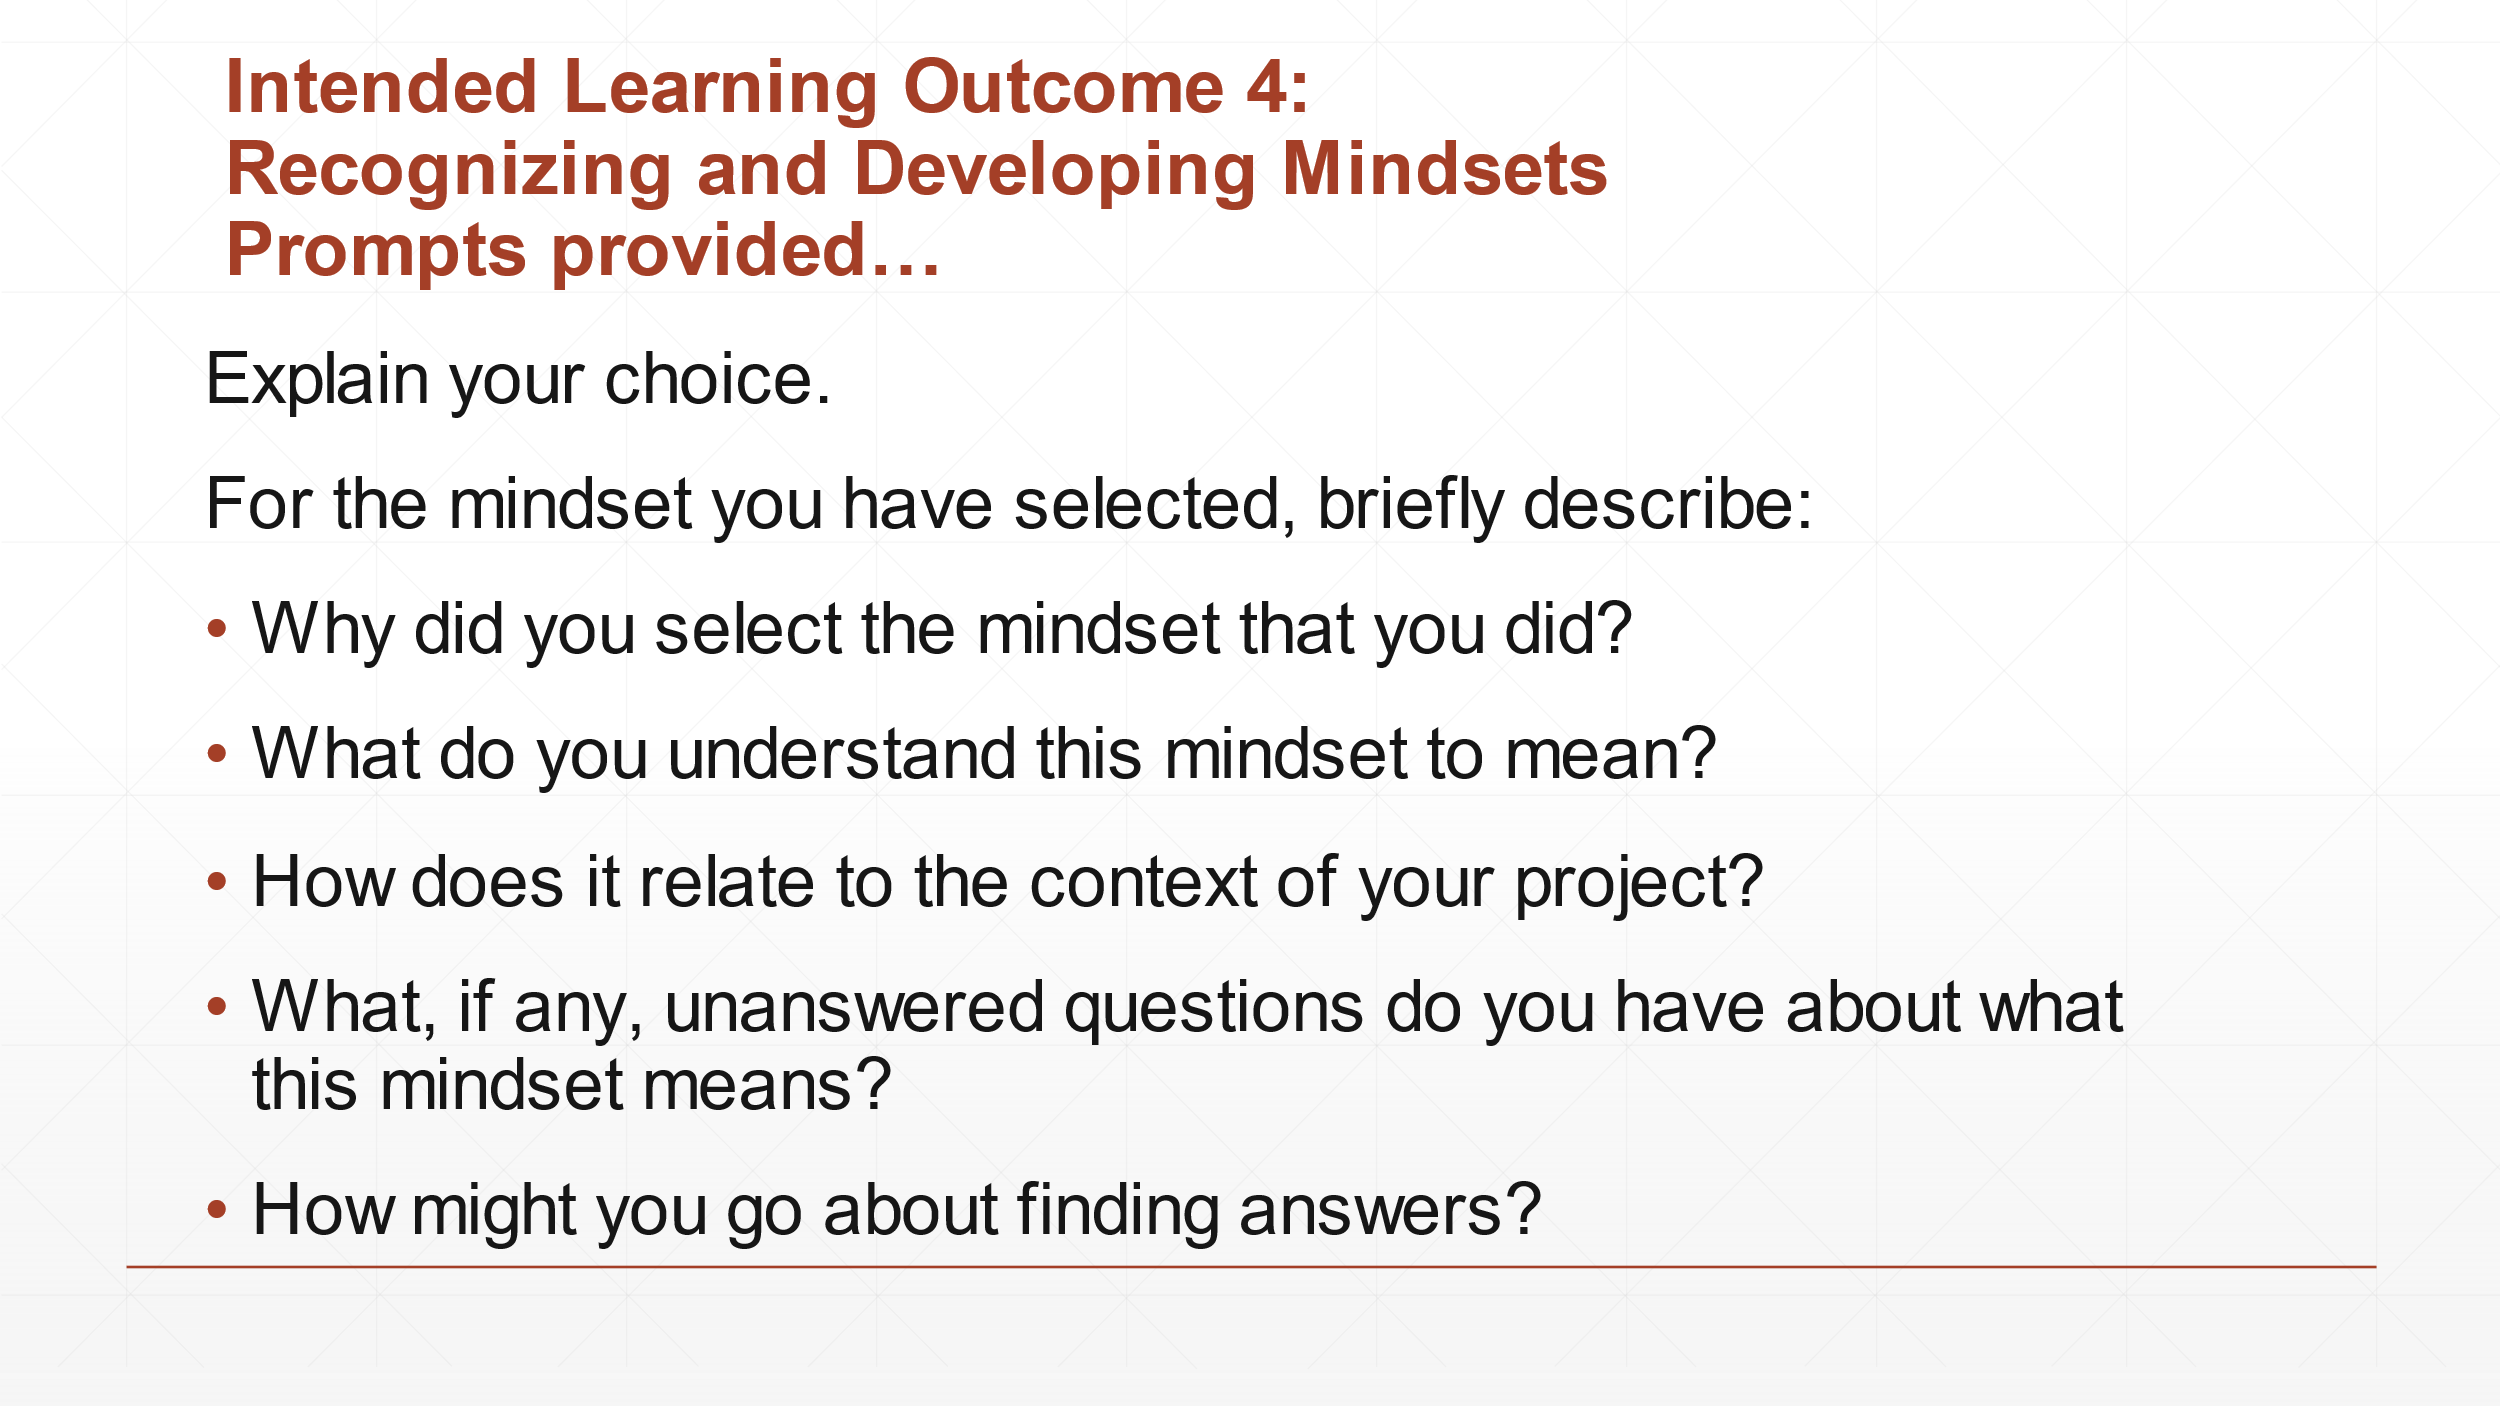 Intended Learning Outcome 4:
Recognizing and Developing Mindsets
Prompts provided…
Explain your choice.
For the mindset you have selected, briefly describe:
• Why did you select the mindset that you did?
• What do you understand this mindset to mean?
• How does it relate to the context of your project?
• What, if any, unanswered questions do you have about what
this mindset means?
• How might you go about finding answers?